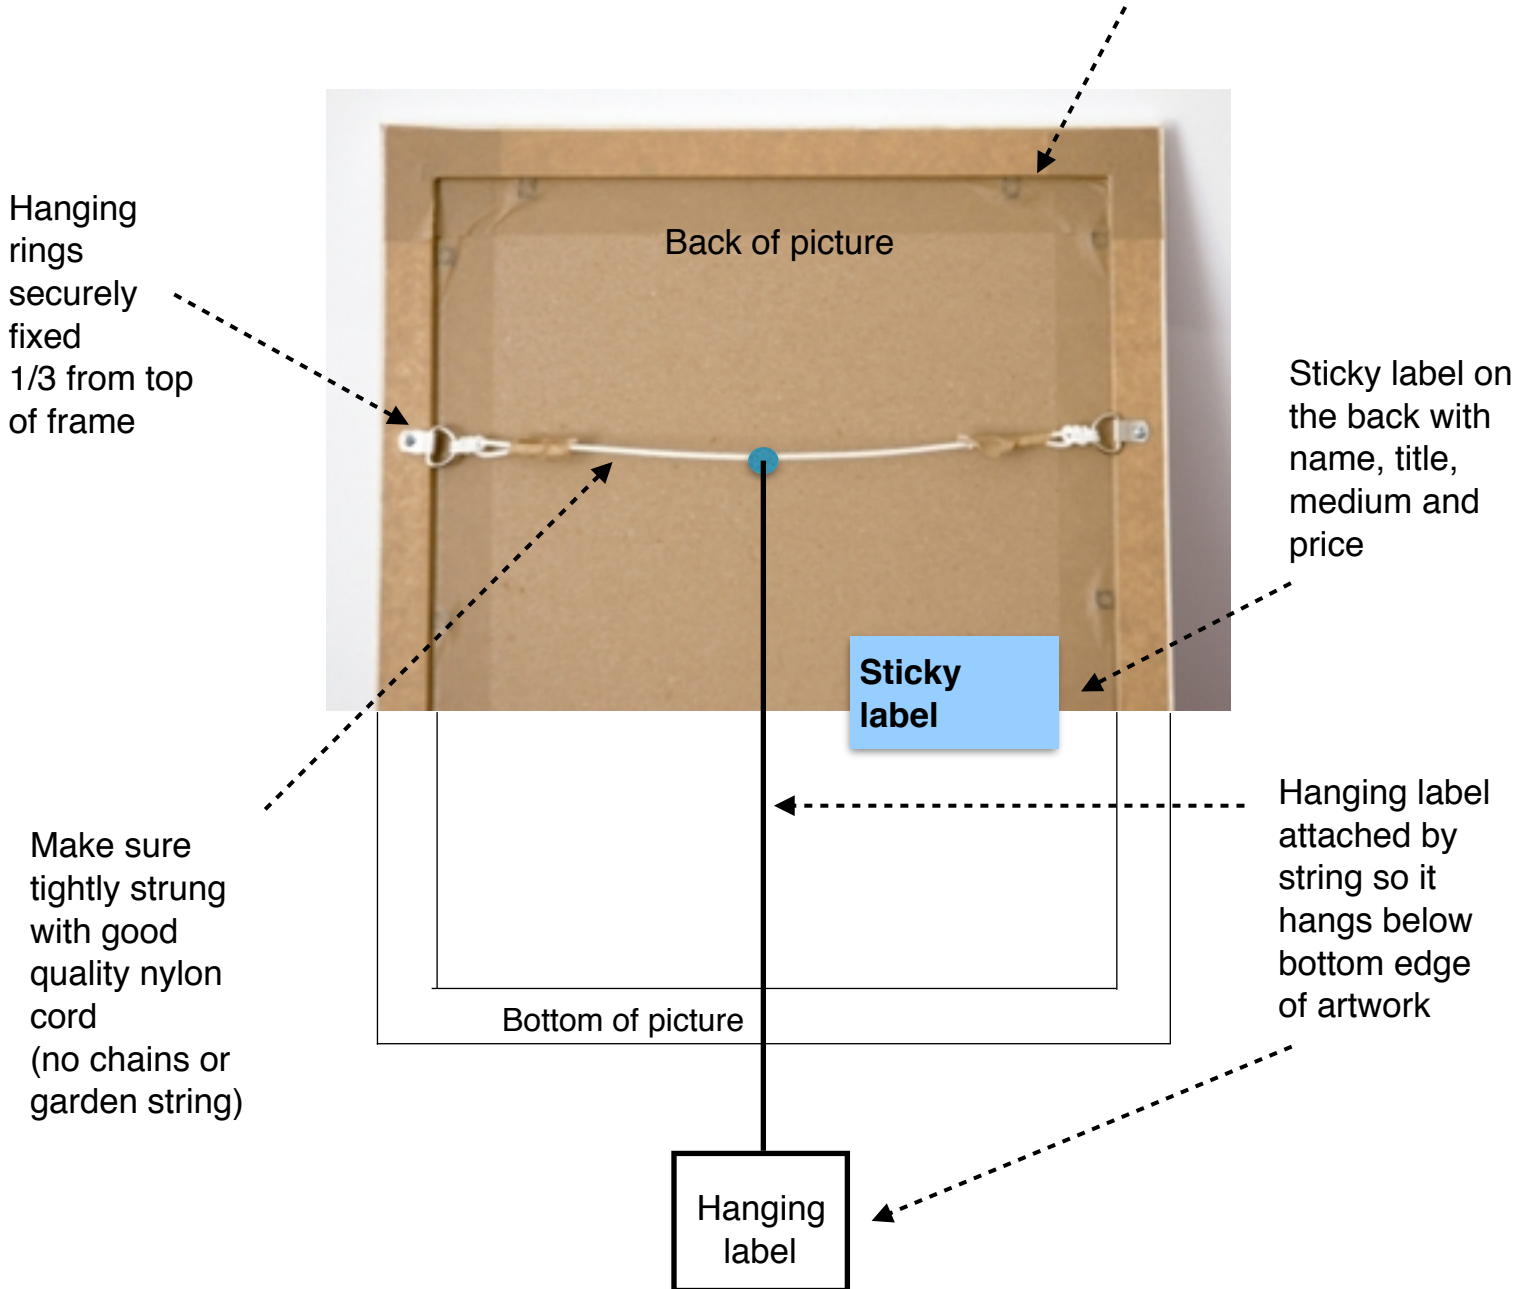 Back of picture
Hanging
rings
securely
fixed
1/3 from top
of frame
Sticky label on
the back with
name, title,
medium and
price
Sticky
label
Make sure
tightly strung
with good
quality nylon
cord
(no chains or
garden string)
Hanging label
attached by
string so it
hangs below
bottom edge
of artwork
Bottom of picture
Hanging
label